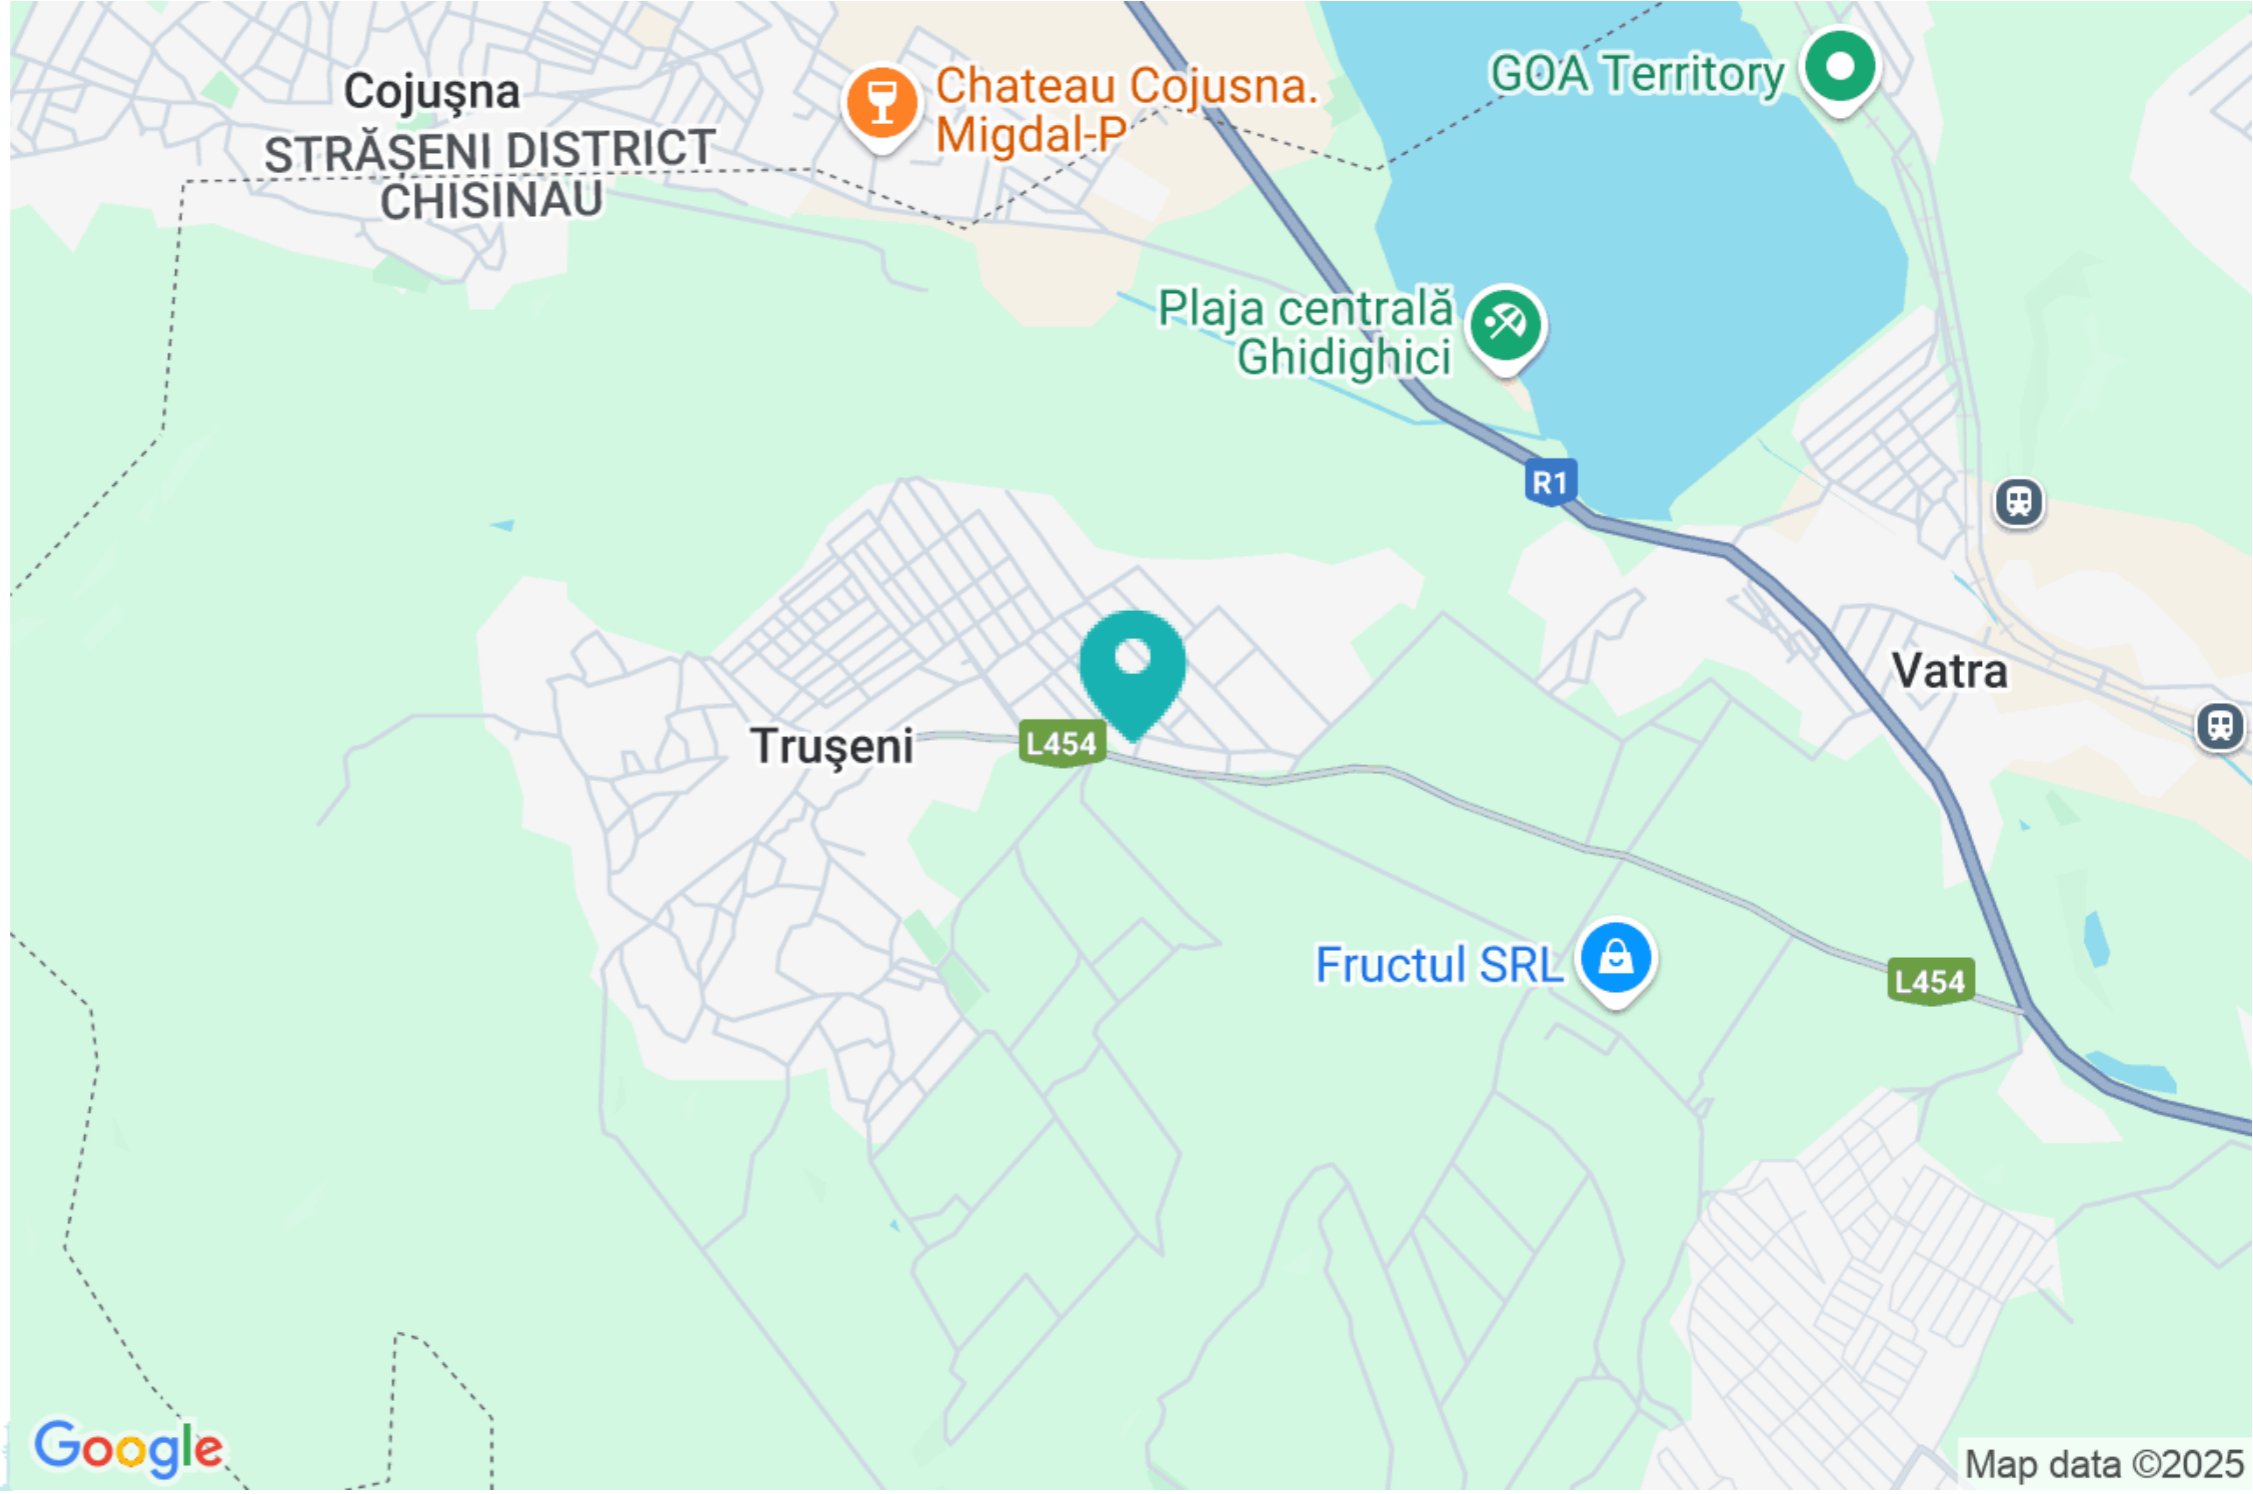 Cojuşna
STRĂȘENI DISTRICT
CHISINAU
Chateau Cojusna.
Migdal-P
GOA Territory
Plaja centrală
Ghidighici
R1
Vatra
Truşeni
L454
Fructul SRL
L454
Google
Map data ©2025